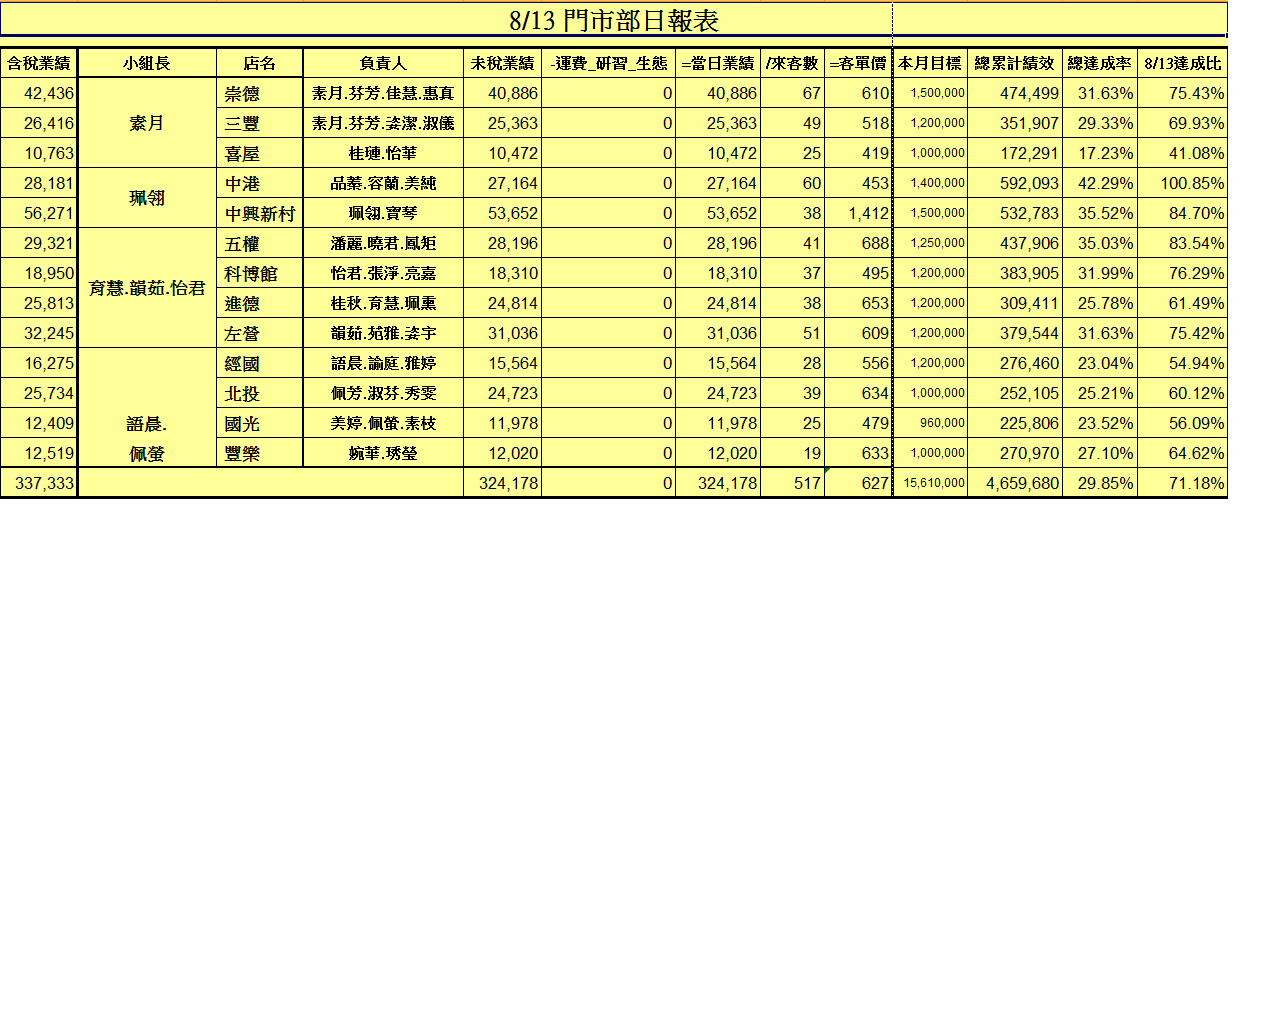 8/13 門市部日報表
含稅業績 小組長 店名 負責人 未稅業績 -運費_研習_生態 =當日業績 /來客數 =客單價 本月目標 總累計績效 總達成率 8/13達成比
42,436 素月 崇德 素月.芬芳.佳慧.惠真 40,886 0 40,886 67 610 1,500,000 474,499 31.63% 75.43%
26,416 三豐 素月.芬芳.姿潔.淑儀 25,363 0 25,363 49 518 1,200,000 351,907 29.33% 69.93%
10,763 喜屋 桂璉.怡華 10,472 0 10,472 25 419 1,000,000 172,291 17.23% 41.08%
28,181 珮翎 中港 品蓁.容蘭.美純 27,164 0 27,164 60 453 1,400,000 592,093 42.29% 100.85%
56,271 中興新村 珮翎.寶琴 53,652 0 53,652 38 1,412 1,500,000 532,783 35.52% 84.70%
29,321 育慧.韻茹.怡君 五權 潘麗.曉君.鳳矩 28,196 0 28,196 41 688 1,250,000 437,906 35.03% 83.54%
18,950 科博館 怡君.張淨.亮嘉 18,310 0 18,310 37 495 1,200,000 383,905 31.99% 76.29%
25,813 進德 桂秋.育慧.珮熏 24,814 0 24,814 38 653 1,200,000 309,411 25.78% 61.49%
32,245 左營 韻茹.苑雅.姿宇 31,036 0 31,036 51 609 1,200,000 379,544 31.63% 75.42%
16,275 經國 語晨.諭庭.雅婷 15,564 0 15,564 28 556 1,200,000 276,460 23.04% 54.94%
25,734 北投 佩芳.淑芬.秀雯 24,723 0 24,723 39 634 1,000,000 252,105 25.21% 60.12%
12,409 語晨. 國光 美婷.佩螢.素枝 11,978 0 11,978 25 479 960,000 225,806 23.52% 56.09%
12,519 佩螢 豐樂 婉華.琇瑩 12,020 0 12,020 19 633 1,000,000 270,970 27.10% 64.62%
337,333 324,178 0 324,178 517 627 15,610,000 4,659,680 29.85% 71.18%